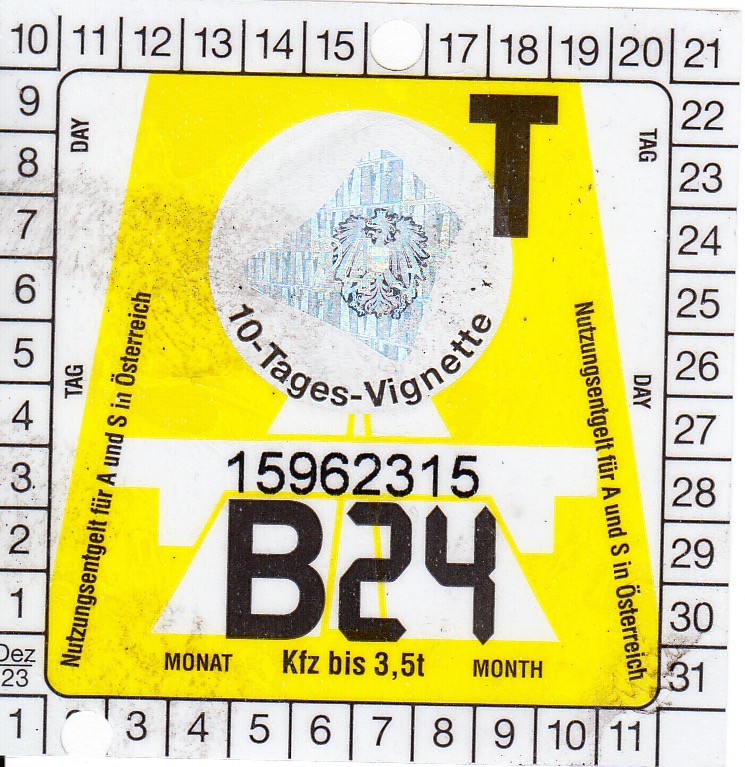 10 11 12 13 14 15 17 18 19 20 21
9
8
7
6
5
4
3
2
1
Dez
23
22
23
24
25
26
27
28
29
30
31
1 3 4 5 6 7 8 9 10 11
DAY
TAG
TAG
DAY
T
10-Tages-Vignette
Nutzungsentgelt für A und S in Österreich
Nutzungsentgelt für A und S in Österreich
15962315
B24
MONAT Kfz bis 3,5t MONTH